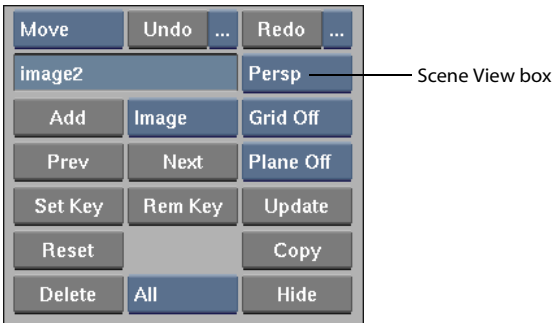 Move Undo ... Redo ...
image2 Persp Scene View box
Add Image Grid Off
Prev Next Plane Off
Set Key Rem Key Update
Reset Copy
Delete All Hide